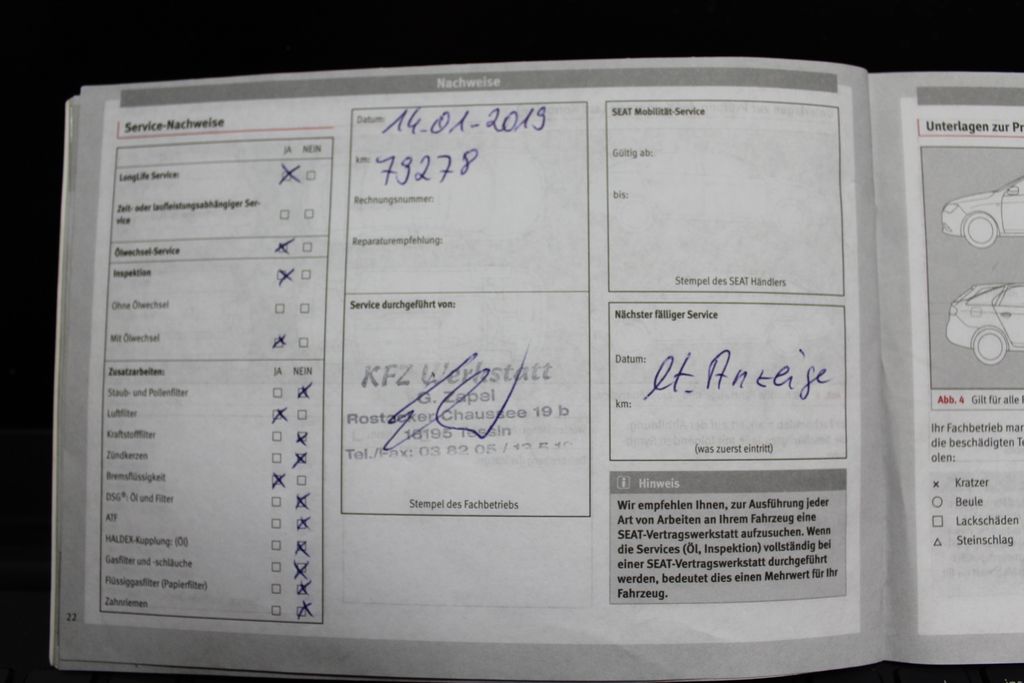 Nachweise
Service-Nachweise
JA NEIN
LongLife Service:
Zeit- oder laufleistungsabhängiger Ser-
vice
Ölwechsel-Service
Inspektion
Ohne Ölwechsel
Mit Ölwechsel
Zusatzarbeiten: JA NEIN
Staub- und Pollenfilter
Luftfilter
Kraftstofffilter
Zündkerzen
Bremsflüssigkeit
DSG®: Öl und Filter
ATF
HALDEX-Kupplung: (Öl)
Gasfilter und -schläuche
Flüssiggasfilter (Papierfilter)
Zahnriemen
22
Datum: 14-01-2019
km: 79278
Rechnungsnummer:
Reparaturempfehlung:
Service durchgeführt von:
KFZ Werkstatt
G. Zapel
Rostocker Chaussee 19 b
18195 Tessin
Tel./Fax: 03 82 05 /
Stempel des Fachbetriebs
SEAT Mobilität-Service
Gültig ab:
bis:
Stempel des SEAT Händlers
Nächster fälliger Service
Datum: lt. Anzeige
km:
(was zuerst eintritt)
i Hinweis
Wir empfehlen Ihnen, zur Ausführung jeder
Art von Arbeiten an Ihrem Fahrzeug eine
SEAT-Vertragswerkstatt aufzusuchen. Wenn
die Services (Öl, Inspektion) vollständig bei
einer SEAT-Vertragswerkstatt durchgeführt
werden, bedeutet dies einen Mehrwert für Ihr
Fahrzeug.
Unterlagen zur Pr
Abb. 4 Gilt für alle
Ihr Fachbetrieb mar
die beschädigten Te
olen:
Kratzer
Beule
Lackschäden
Steinschlag